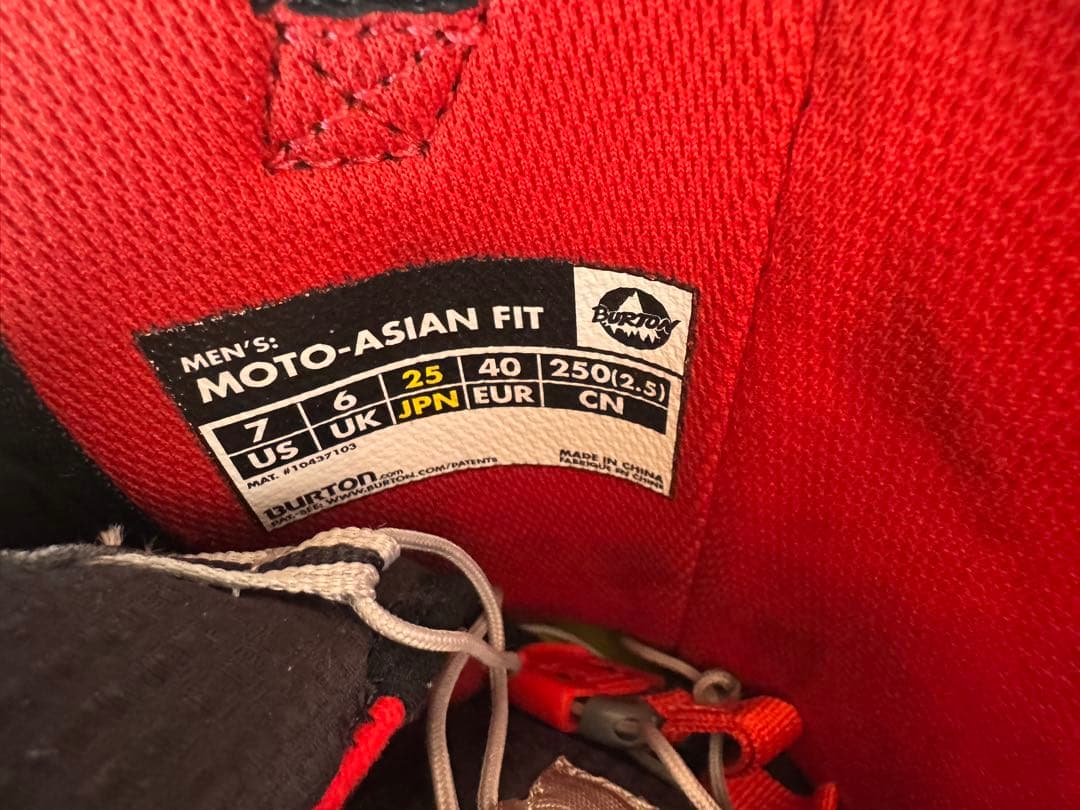 MEN'S:
MOTO-ASIAN FIT
BURTON
7 6 25 40 250(2.5)
US UK JPN EUR CN
MAT. #10437103
BURTON.com
PAT. SEE: WWW.BURTON.COM/PATENTS
MADE IN CHINA
FABRIQUÉ EN CHINE